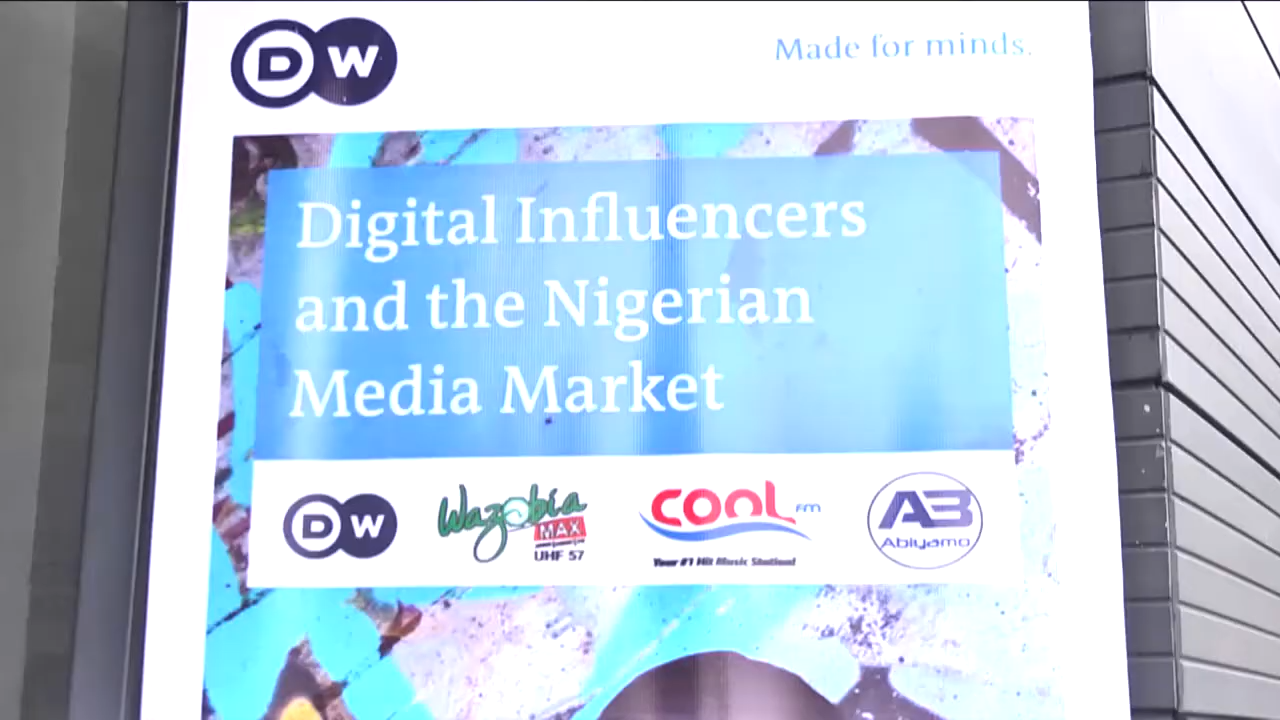 DW
Made for minds.
Digital Influencers
and the Nigerian
Media Market
DW
Wazobia
MAX
UHF 57
COOL FM
Your #1 Hit Music Station!
AB
Abiyamo